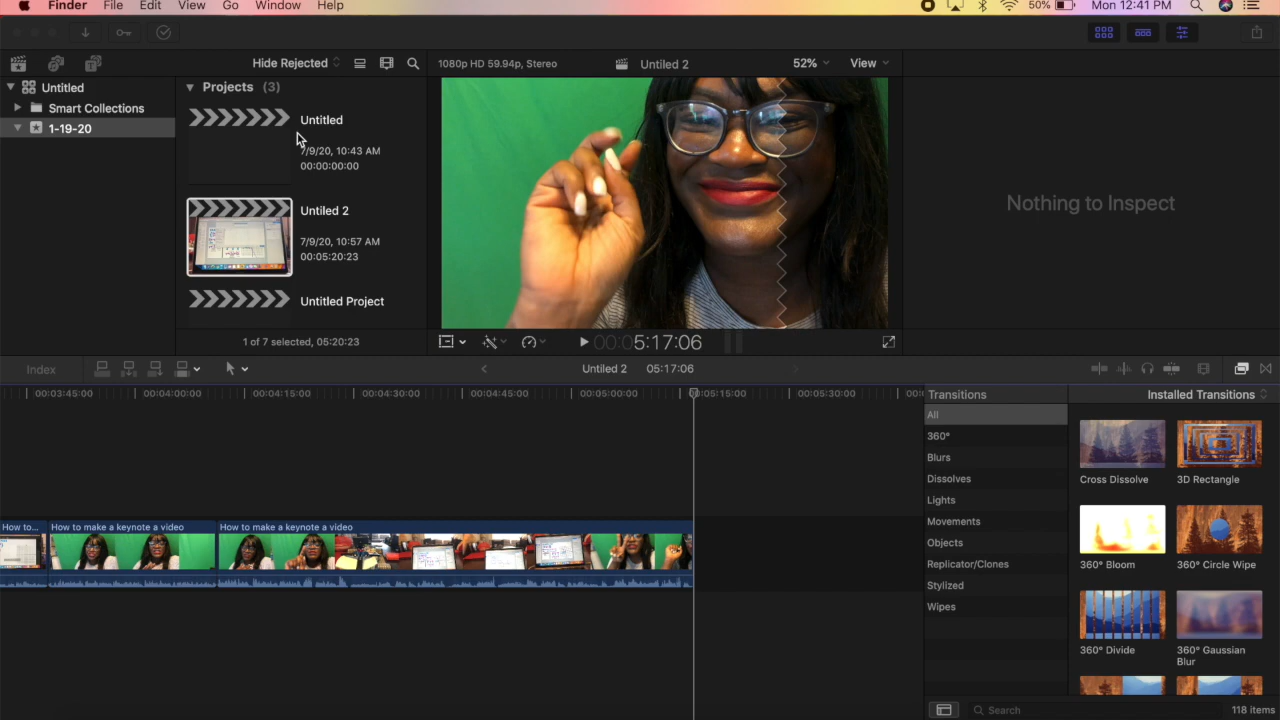 Finder File Edit View Go Window Help 50% Mon 12:41 PM
Hide Rejected
1080p HD 59.94p, Stereo Untitled 2 52% View
Untitled
Smart Collections
1-19-20
Projects (3)
Untitled
7/9/20, 10:43 AM
00:00:00:00
Untiled 2
7/9/20, 10:57 AM
00:05:20:23
Untitled Project
1 of 7 selected, 05:20:23
00:00:05:17:06
Nothing to Inspect
Index
Untiled 2 05:17:06
00:03:45:00 00:04:00:00 00:04:15:00 00:04:30:00 00:04:45:00 00:05:00:00 00:05:15:00 00:05:30:00
How to... How to make a keynote a video How to make a keynote a video
Transitions
All
360°
Blurs
Dissolves
Lights
Movements
Objects
Replicator/Clones
Stylized
Wipes
Installed Transitions
Cross Dissolve 3D Rectangle
360° Bloom 360° Circle Wipe
360° Divide 360° Gaussian
Blur
Search 118 items